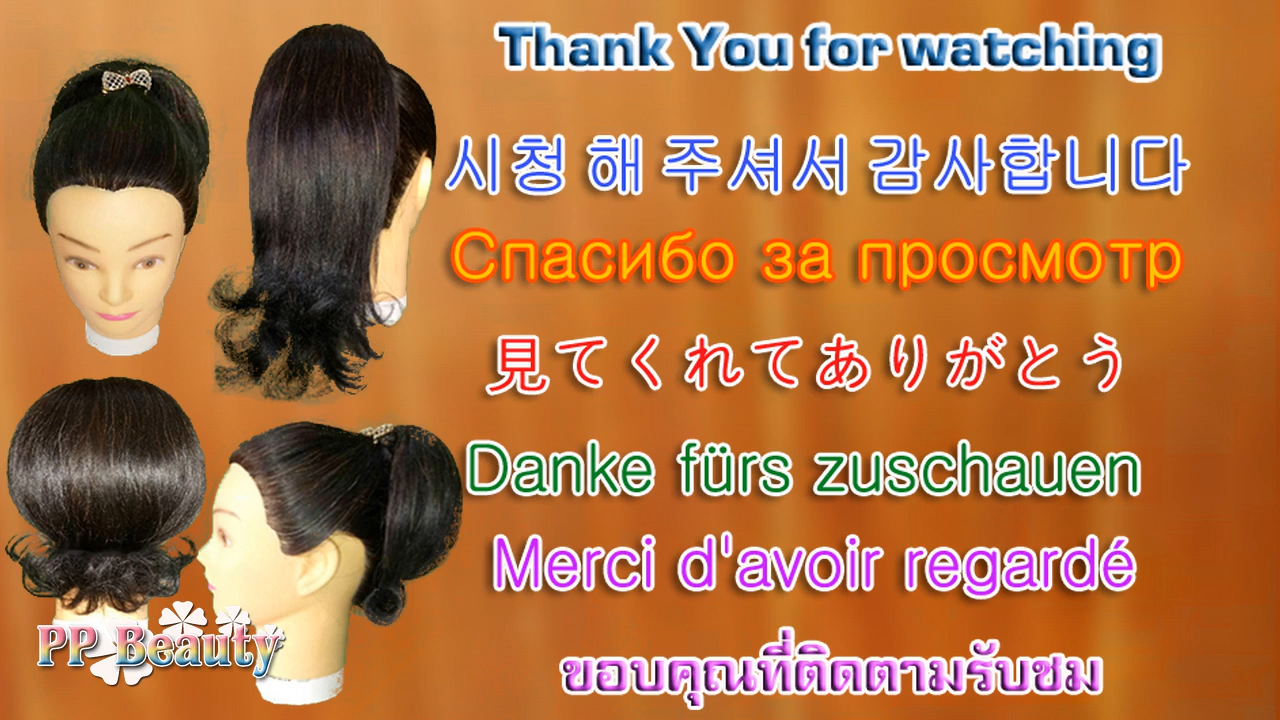 Thank You for watching
시청 해 주셔서 감사합니다
Спасибо за просмотр
見てくれてありがとう
Danke fürs zuschauen
Merci d'avoir regardé
ขอบคุณที่ติดตามรับชม
PP Beauty